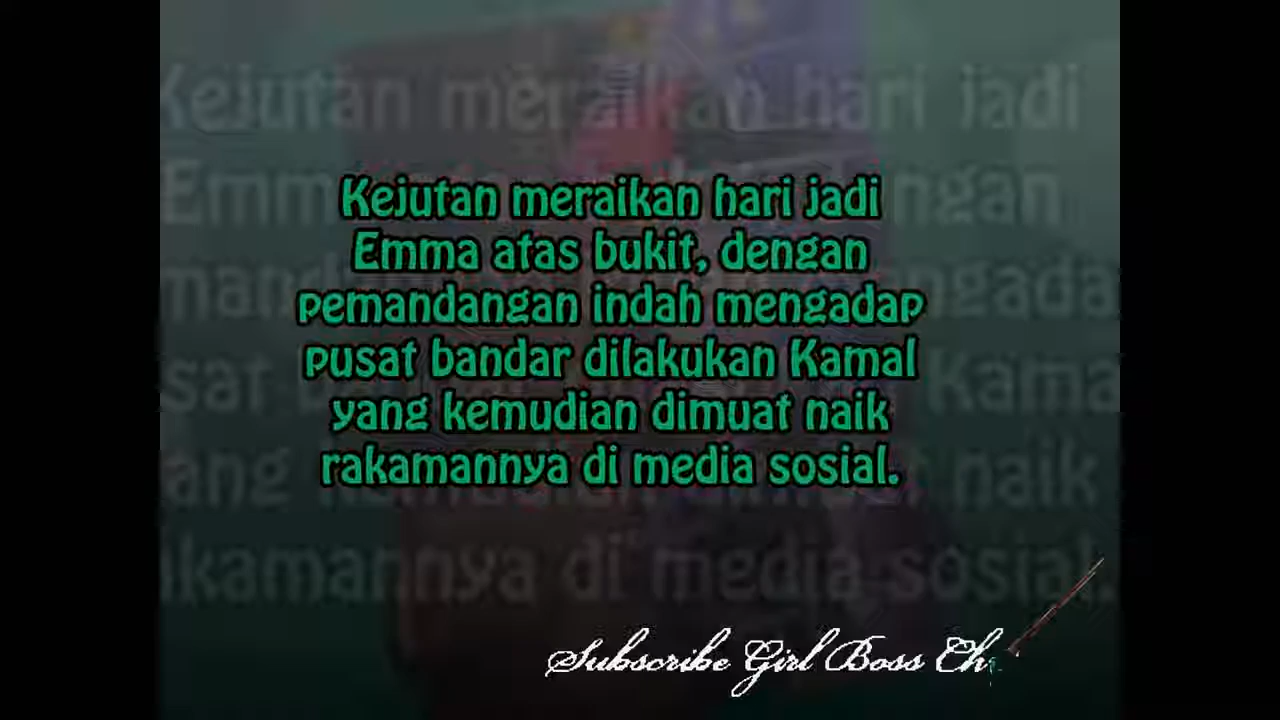 Kejutan meraikan hari jadi
Emma atas bukit, dengan
pemandangan indah mengadap
pusat bandar dilakukan Kamal
yang kemudian dimuat naik
rakamannya di media sosial.
Subscribe Girl Boss Ch